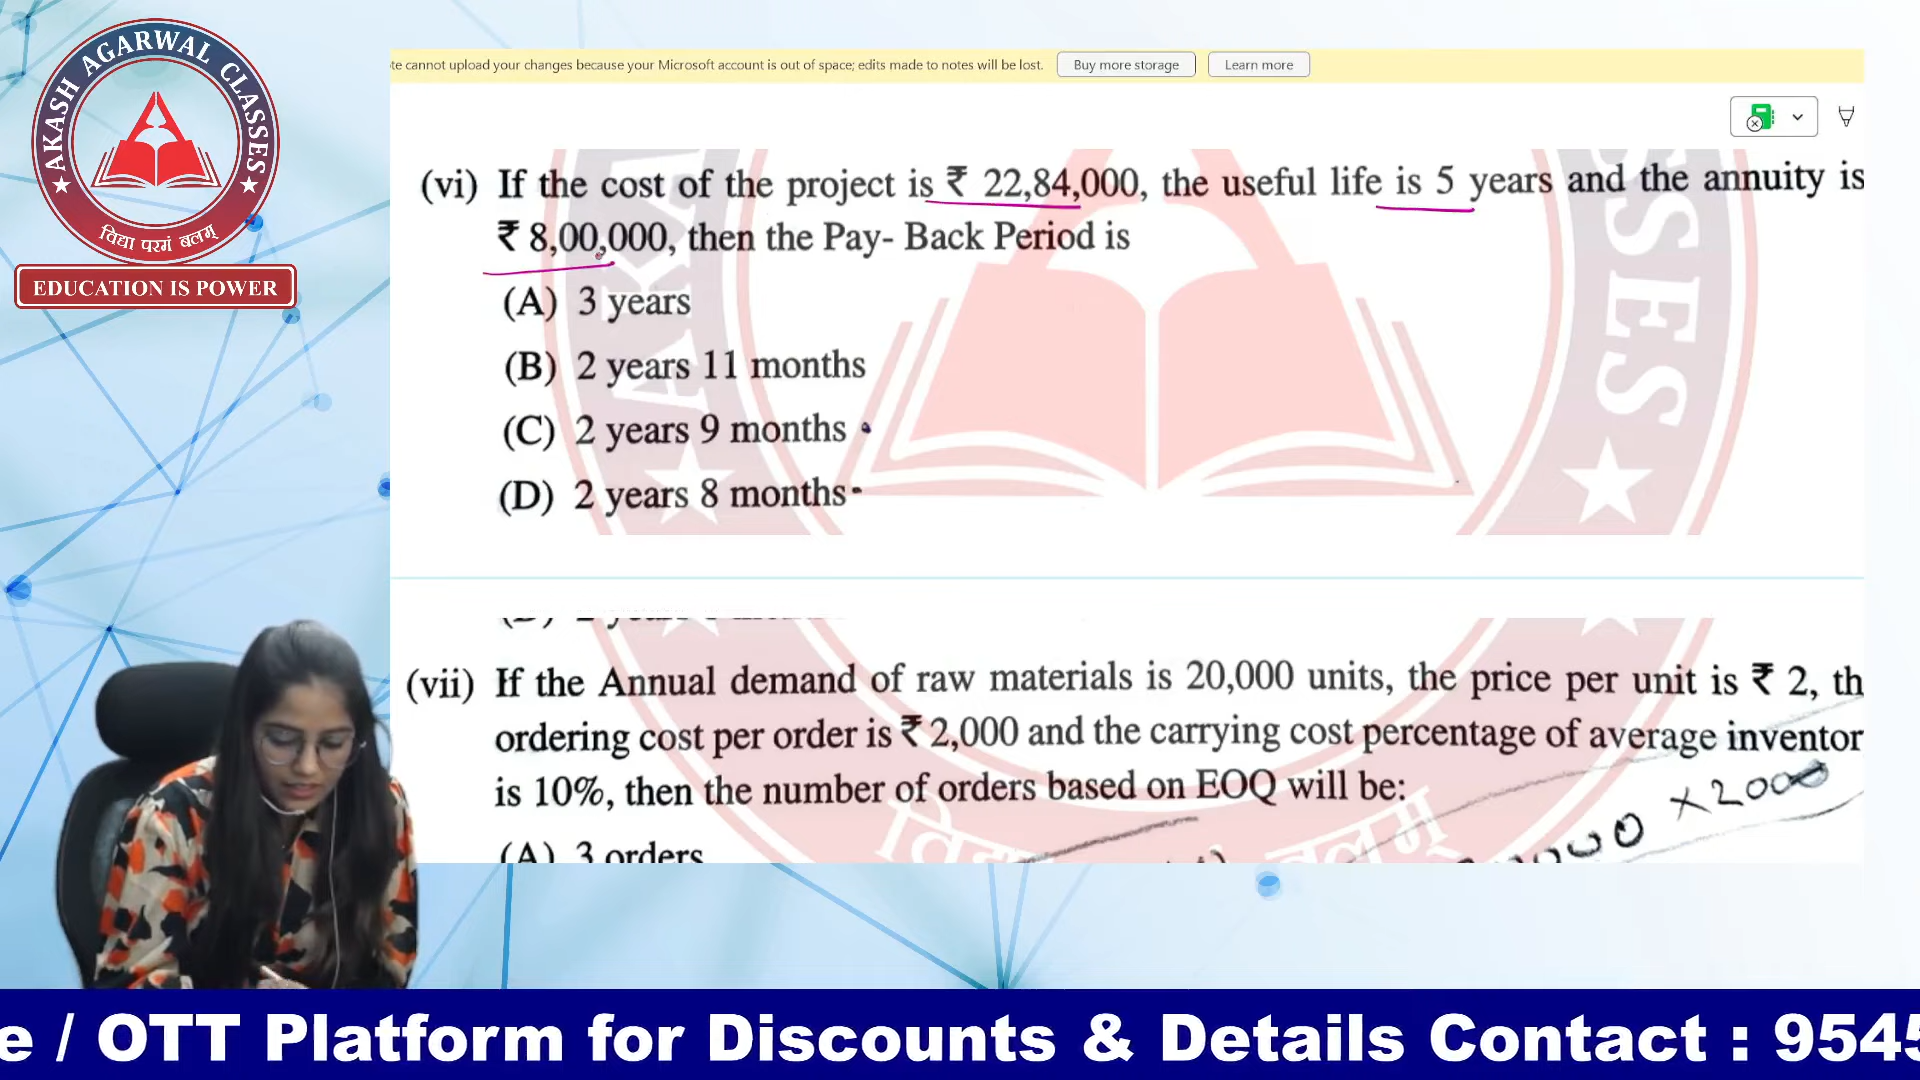 AKASH AGARWAL CLASSES
विद्या परमं बलम्
EDUCATION IS POWER
te cannot upload your changes because your Microsoft account is out of space; edits made to notes will be lost. Buy more storage Learn more
(vi) If the cost of the project is ₹ 22,84,000, the useful life is 5 years and the annuity is
₹ 8,00,000, then the Pay- Back Period is
(A) 3 years
(B) 2 years 11 months
(C) 2 years 9 months
(D) 2 years 8 months
(vii) If the Annual demand of raw materials is 20,000 units, the price per unit is ₹ 2, th
ordering cost per order is ₹ 2,000 and the carrying cost percentage of average inventor
is 10%, then the number of orders based on EOQ will be:
×2000
(A) 3 orders
e / OTT Platform for Discounts & Details Contact : 9545